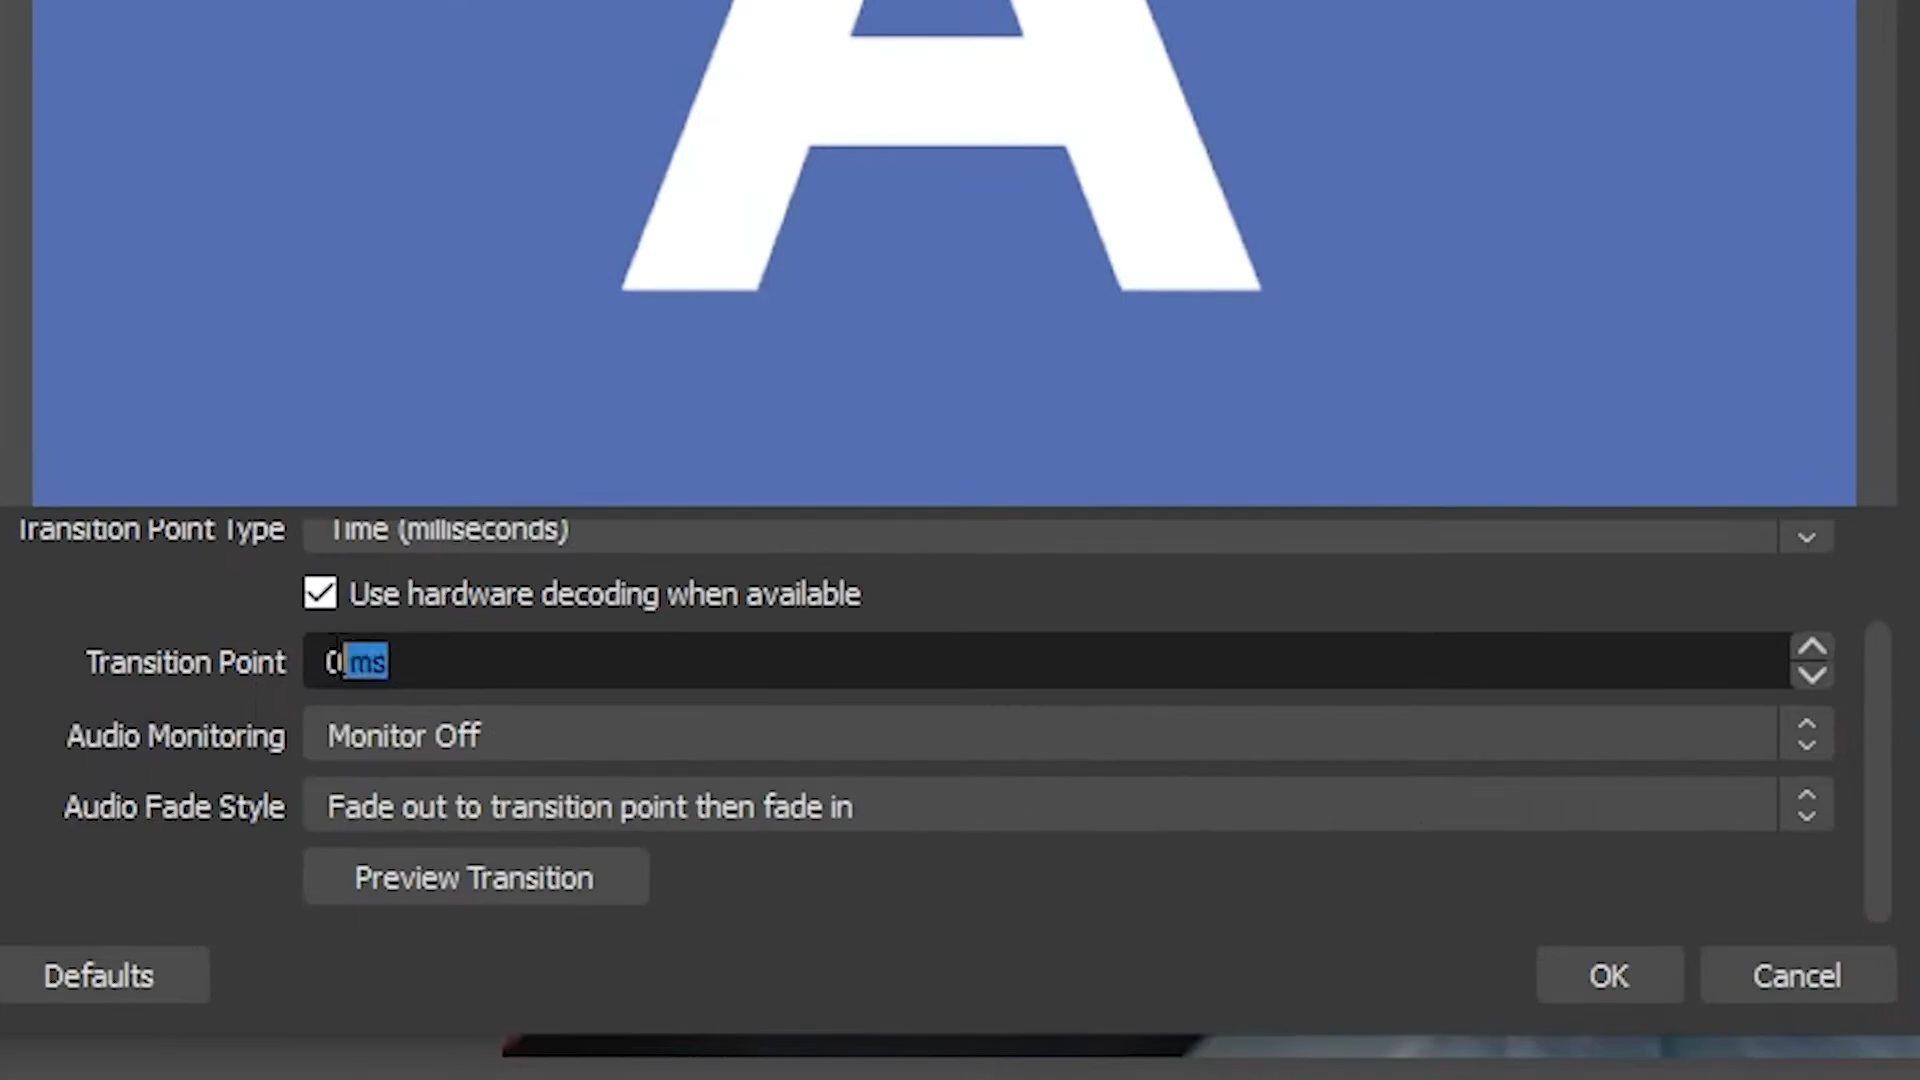 A
Transition Point Type Time (milliseconds)
Use hardware decoding when available
Transition Point 0 ms
Audio Monitoring Monitor Off
Audio Fade Style Fade out to transition point then fade in
Preview Transition
Defaults OK Cancel